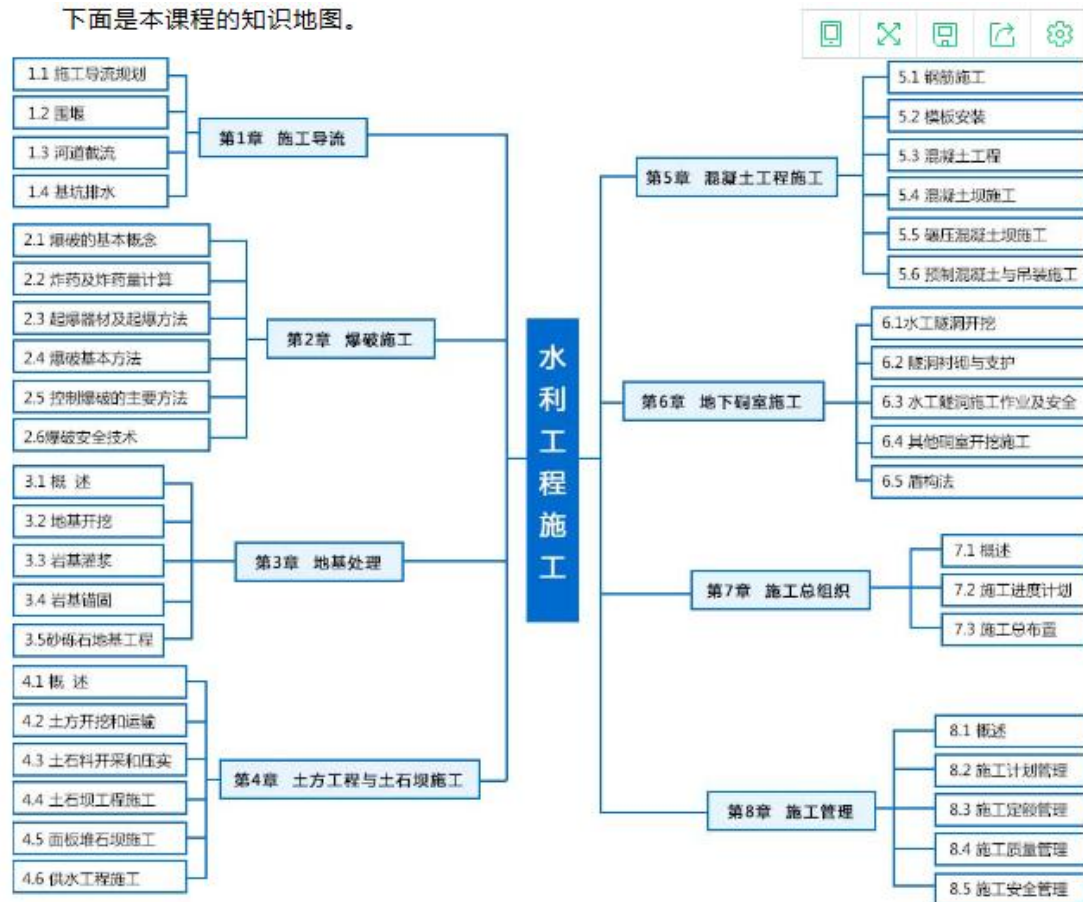 下面是本课程的知识地图。
水利工程施工
第1章 施工导流
1.1 施工导流规划
1.2 围堰
1.3 河道截流
1.4 基坑排水
第2章 爆破施工
2.1 爆破的基本概念
2.2 炸药及炸药量计算
2.3 起爆器材及起爆方法
2.4 爆破基本方法
2.5 控制爆破的主要方法
2.6爆破安全技术
第3章 地基处理
3.1 概 述
3.2 地基开挖
3.3 岩基灌浆
3.4 岩基锚固
3.5砂砾石地基工程
第4章 土方工程与土石坝施工
4.1 概 述
4.2 土方开挖和运输
4.3 土石料开采和压实
4.4 土石坝工程施工
4.5 面板堆石坝施工
4.6 供水工程施工
第5章 混凝土工程施工
5.1 钢筋施工
5.2 模板安装
5.3 混凝土工程
5.4 混凝土坝施工
5.5 碾压混凝土坝施工
5.6 预制混凝土与吊装施工
第6章 地下硐室施工
6.1水工隧洞开挖
6.2 隧洞衬砌与支护
6.3 水工隧洞施工作业及安全
6.4 其他硐室开挖施工
6.5 盾构法
第7章 施工总组织
7.1 概述
7.2 施工进度计划
7.3 施工总布置
第8章 施工管理
8.1 概述
8.2 施工计划管理
8.3 施工定额管理
8.4 施工质量管理
8.5 施工安全管理